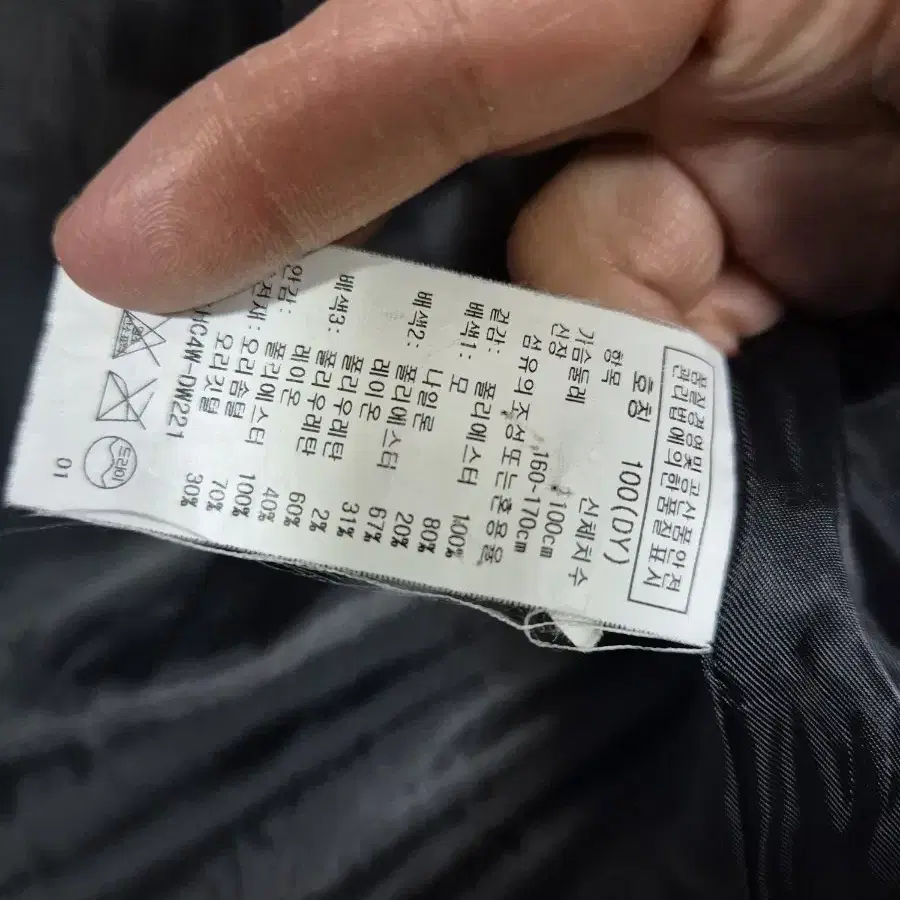 품질경영및공산품안전
관리법에의한품질표시
호칭 100(DY)
항목 신체치수
가슴둘레 100cm
신장 160-170cm
섬유의조성또는혼용율
겉감: 폴리에스터 100%
배색1: 모 80%
나일론 20%
배색2: 폴리에스터 67%
레이온 31%
폴리우레탄 2%
배색3: 폴리우레탄 60%
레이온 40%
안감: 폴리에스터 100%
전재: 오리솜털 70%
오리깃털 30%
C4W-DW221
드라이
01